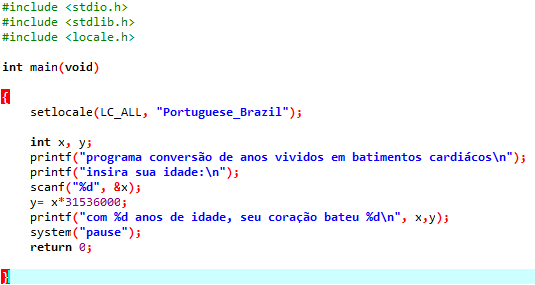 #include <stdio.h>
#include <stdlib.h>
#include <locale.h>
int main(void)
{
setlocale(LC_ALL, "Portuguese_Brazil");
int x, y;
printf("programa conversão de anos vividos em batimentos cardiácos\n");
printf("insira sua idade:\n");
scanf("%d", &x);
y= x*31536000;
printf("com %d anos de idade, seu coração bateu %d\n", x,y);
system("pause");
return 0;
}